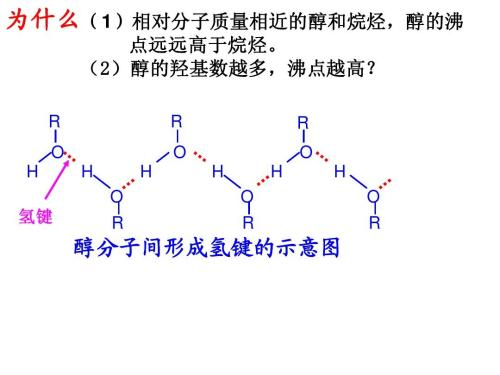 为什么（1）相对分子质量相近的醇和烷烃，醇的沸
点远远高于烷烃。
（2）醇的羟基数越多，沸点越高？
R R R
O O O
H H H H H H
O O O
氢键 R R R
醇分子间形成氢键的示意图